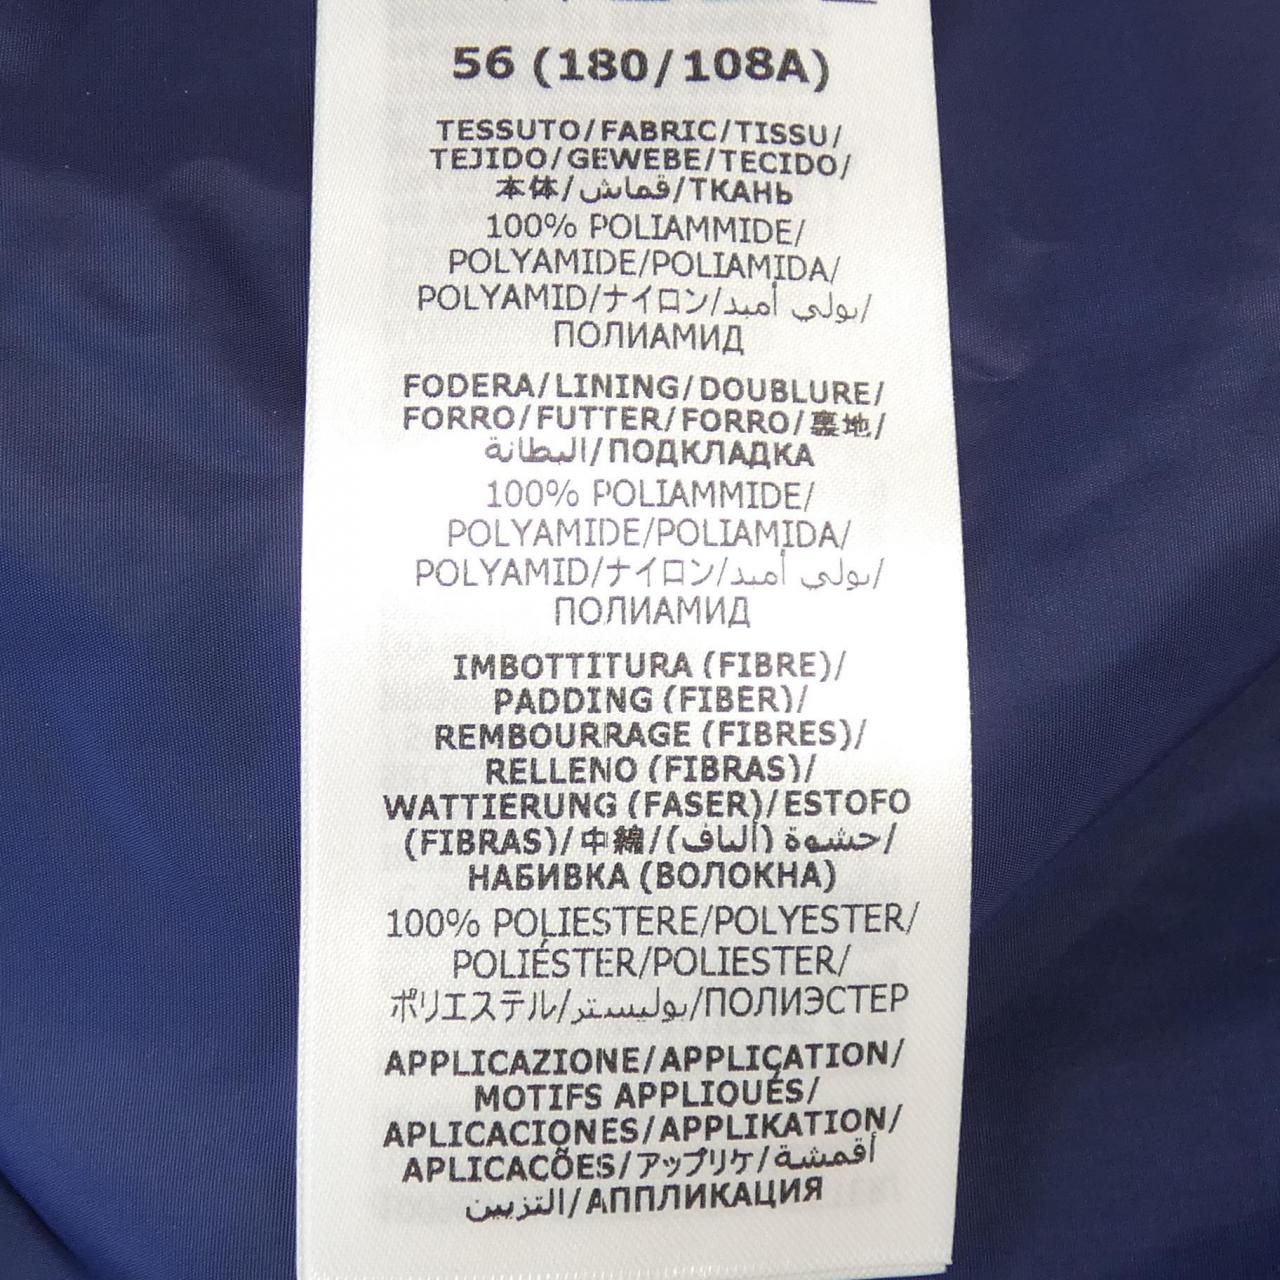 56 (180/108A)
TESSUTO/FABRIC/TISSU/
TEJIDO/GEWEBE/TECIDO/
本体/قماش/ТКАНЬ
100% POLIAMMIDE/
POLYAMIDE/POLIAMIDA/
POLYAMID/ナイロン/بولي أميد/
ПОЛИАМИД
FODERA/LINING/DOUBLURE/
FORRO/FUTTER/FORRO/裏地/
البطانة/ПОДКЛАДКА
100% POLIAMMIDE/
POLYAMIDE/POLIAMIDA/
POLYAMID/ナイロン/بولي أميد/
ПОЛИАМИД
IMBOTTITURA (FIBRE)/
PADDING (FIBER)/
REMBOURRAGE (FIBRES)/
RELLENO (FIBRAS)/
WATTIERUNG (FASER)/ESTOFO
(FIBRAS)/中綿/حشوة (ألياف)/
НАБИВКА (ВОЛОКНА)
100% POLIESTERE/POLYESTER/
POLIÉSTER/POLIESTER/
ポリエステル/بوليستر/ПОЛИЭСТЕР
APPLICAZIONE/APPLICATION/
MOTIFS APPLIQUÉS/
APLICACIONES/APPLIKATION/
APLICACÕES/アップリケ/أقمشة
التزيين/АППЛИКАЦИЯ